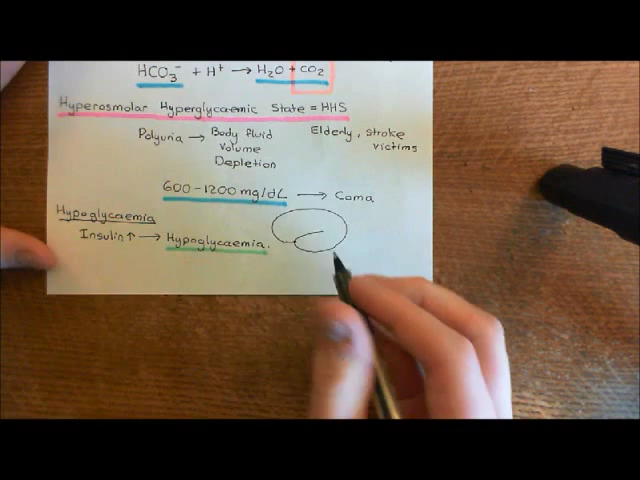 HCO₃⁻ + H⁺ → H₂O + CO₂
Hyperosmolar Hyperglycaemic State = HHS
Polyuria → Body fluid Volume Depletion
Elderly, stroke victims
600-1200 mg/dL → Coma
Hypoglycaemia
Insulin↑ → Hypoglycaemia.